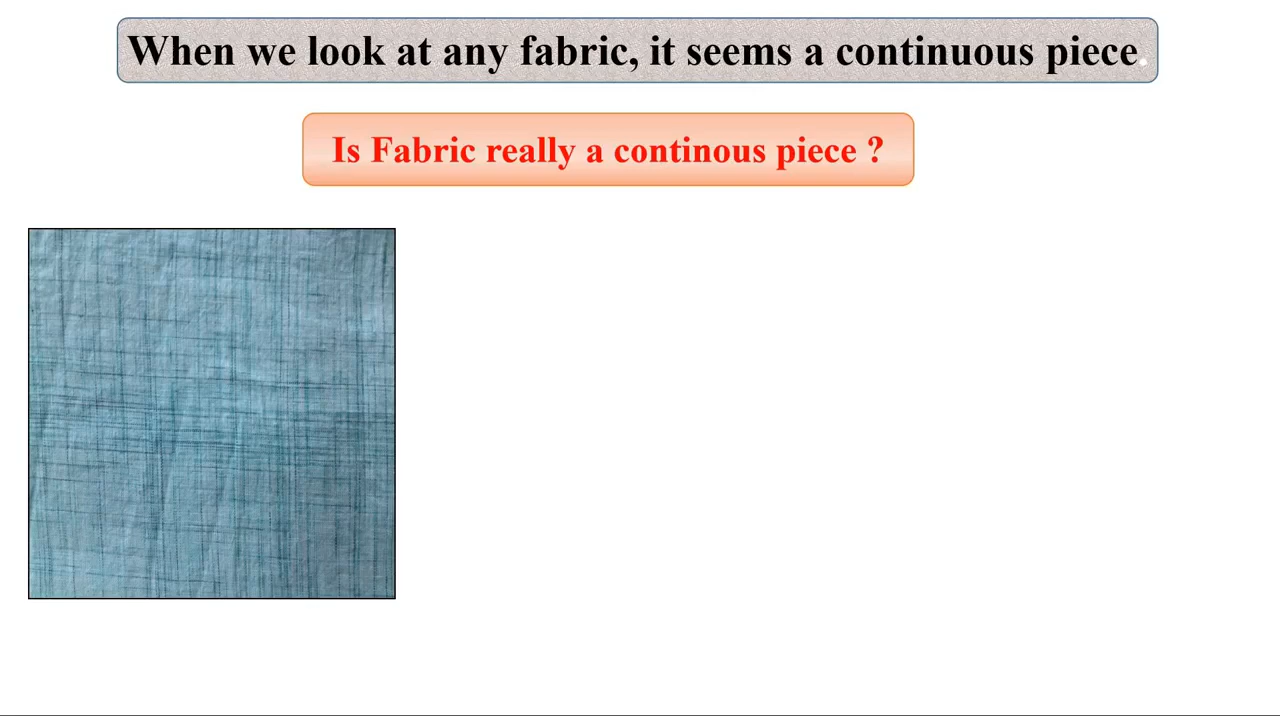 When we look at any fabric, it seems a continuous piece.
Is Fabric really a continous piece ?